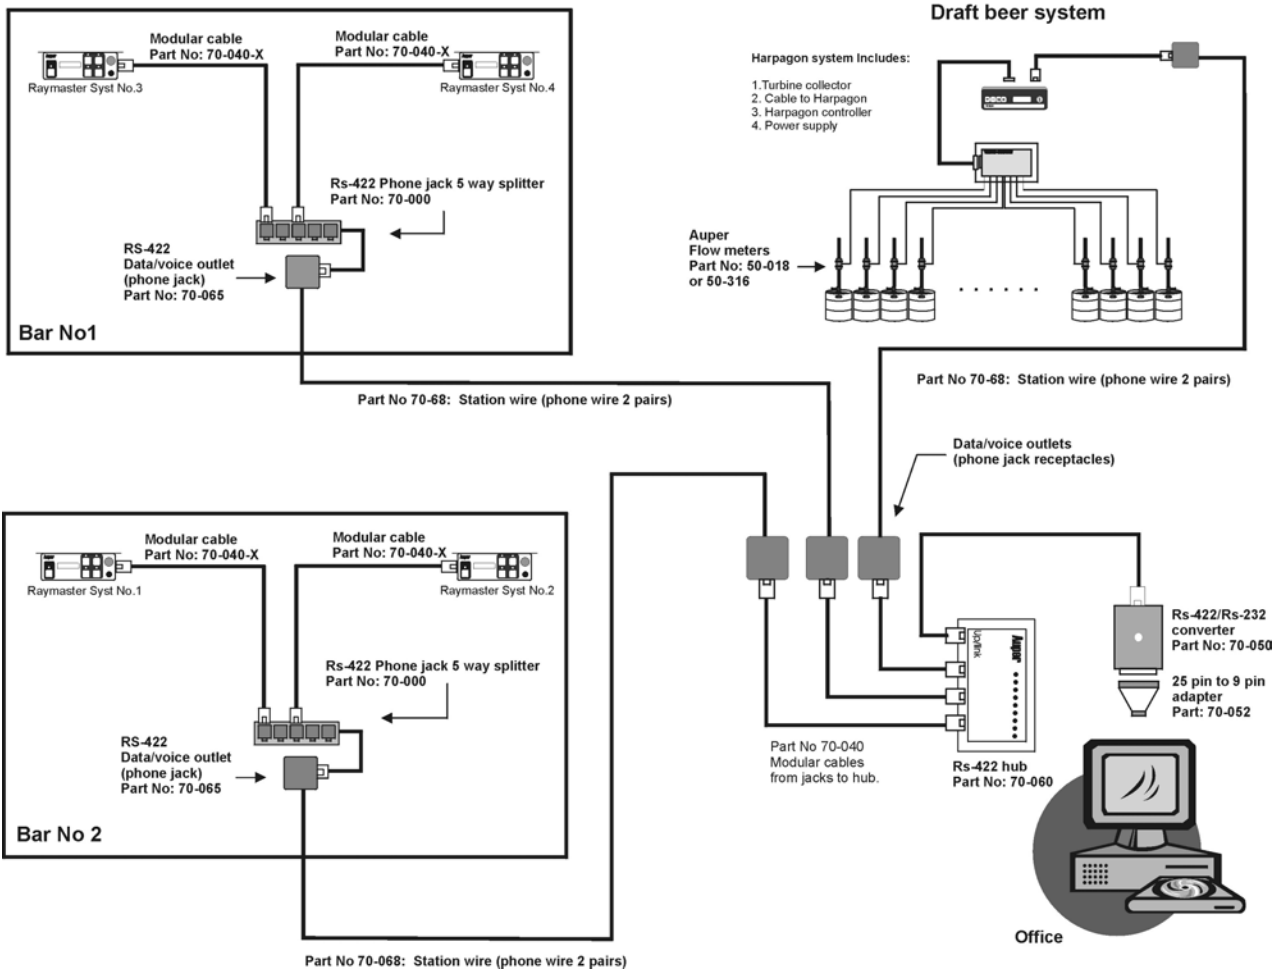 Draft beer system
Modular cable
Part No: 70-040-X
Modular cable
Part No: 70-040-X
Raymaster Syst No.3
Raymaster Syst No.4
Rs-422 Phone jack 5 way splitter
Part No: 70-000
RS-422
Data/voice outlet
(phone jack)
Part No: 70-065
Bar No1
Harpagon system Includes:
1.Turbine collector
2. Cable to Harpagon
3. Harpagon controller
4. Power supply
Auper
Flow meters
Part No: 50-018
or 50-316
Part No 70-68: Station wire (phone wire 2 pairs)
Part No 70-68: Station wire (phone wire 2 pairs)
Data/voice outlets
(phone jack receptacles)
Modular cable
Part No: 70-040-X
Modular cable
Part No: 70-040-X
Raymaster Syst No.1
Raymaster Syst No.2
Rs-422 Phone jack 5 way splitter
Part No: 70-000
RS-422
Data/voice outlet
(phone jack)
Part No: 70-065
Bar No 2
Part No 70-068: Station wire (phone wire 2 pairs)
Auper
Up/link
Part No 70-040
Modular cables
from jacks to hub.
Rs-422 hub
Part No: 70-060
Rs-422/Rs-232
converter
Part No: 70-050
25 pin to 9 pin
adapter
Part: 70-052
Office